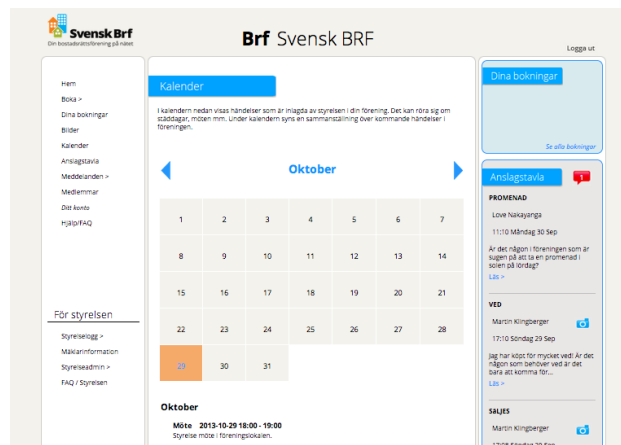 Svensk Brf
Din bostadsrättsförening på nätet
Brf Svensk BRF
Logga ut
Hem
Boka >
Dina bokningar
Bilder
Kalender
Anslagstavla
Meddelanden >
Medlemmar
Ditt konto
Hjälp/FAQ
För styrelsen
Styrelselogg >
Mäklarinformation
Styrelseadmin >
FAQ / Styrelsen
Kalender
I kalendern nedan visas händelser som är inlagda av styrelsen i din förening. Det kan röra sig om
städdagar, möten mm. Under kalendern syns en sammanställning över kommande händelser i
föreningen.
Oktober
1 2 3 4 5 6 7
8 9 10 11 12 13 14
15 16 17 18 19 20 21
22 23 24 25 26 27 28
29 30 31
Oktober
Möte 2013-10-29 18:00 - 19:00
Styrelse möte i föreningslokalen.
Dina bokningar
Se alla bokningar
Anslagstavla
1
PROMENAD
Love Nakayanga
11:10 Måndag 30 Sep
Är det någon i föreningen som är
sugen på att ta en promenad i
solen på lördag?
Läs >
VED
Martin Klingberger
17:10 Söndag 29 Sep
Jag har köpt för mycket ved! Är det
någon som behöver ved är det
bara att komma för...
Läs >
SÄLJES
Martin Klingberger
17:08 Söndag 29 Sep